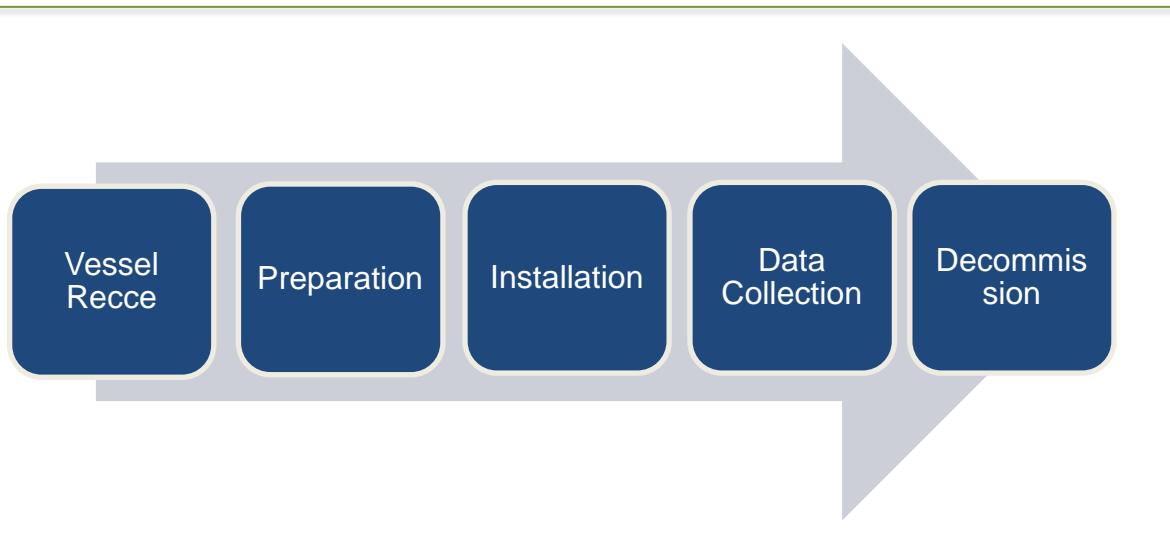 Vessel
Recce
Preparation
Installation
Data
Collection
Decommis
sion